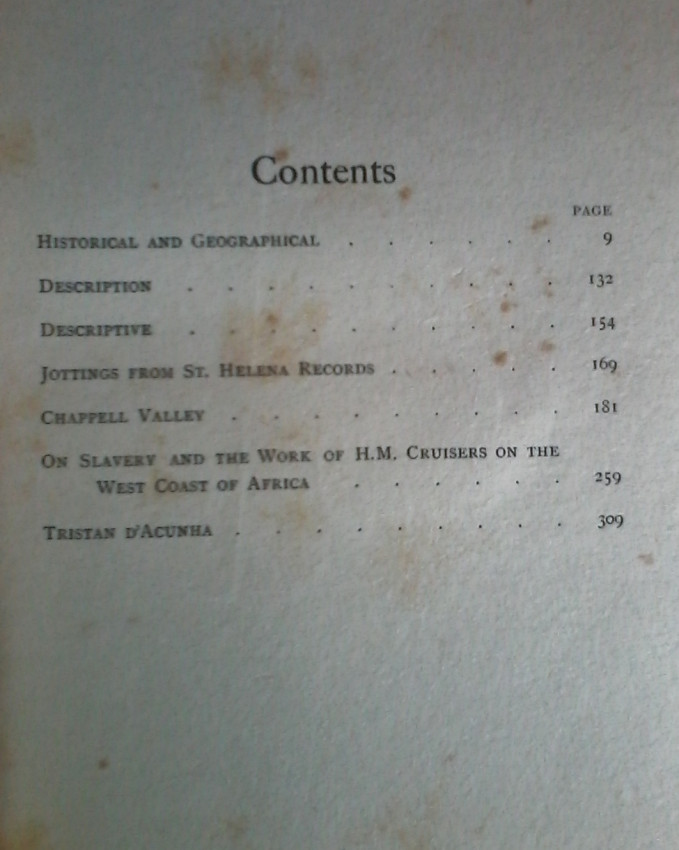 Contents
PAGE
Historical and Geographical . . . . . . 9
Description . . . . . . . . . . 132
Descriptive . . . . . . . . . . 154
Jottings from St. Helena Records . . . . . 169
Chappell Valley . . . . . . . . . 181
On Slavery and the Work of H.M. Cruisers on the
West Coast of Africa . . . . . . 259
Tristan d'Acunha . . . . . . . . . 309